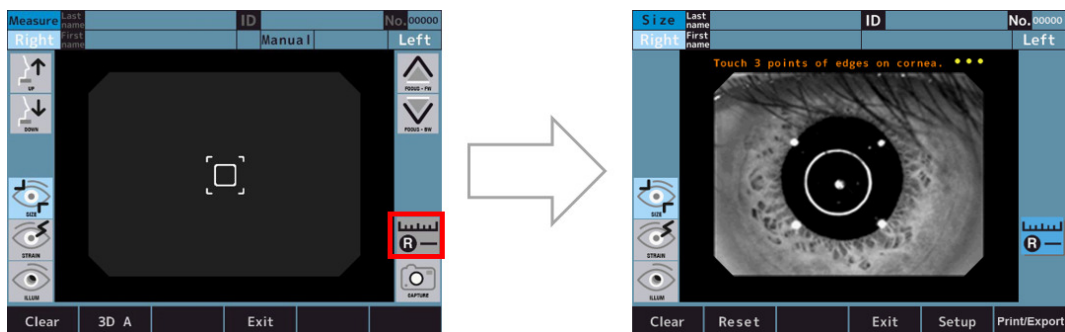 Measure Last name ID No. 00000
Right First name Manual Left
UP
FOCUS - FW
DOWN
FOCUS - BW
SIZE
STRAIN
R
ILLUM
CAPTURE
Clear 3D A Exit
Size Last name ID No. 00000
Right First name Left
Touch 3 points of edges on cornea.
SIZE
STRAIN
R
ILLUM
Clear Reset Exit Setup Print/Export